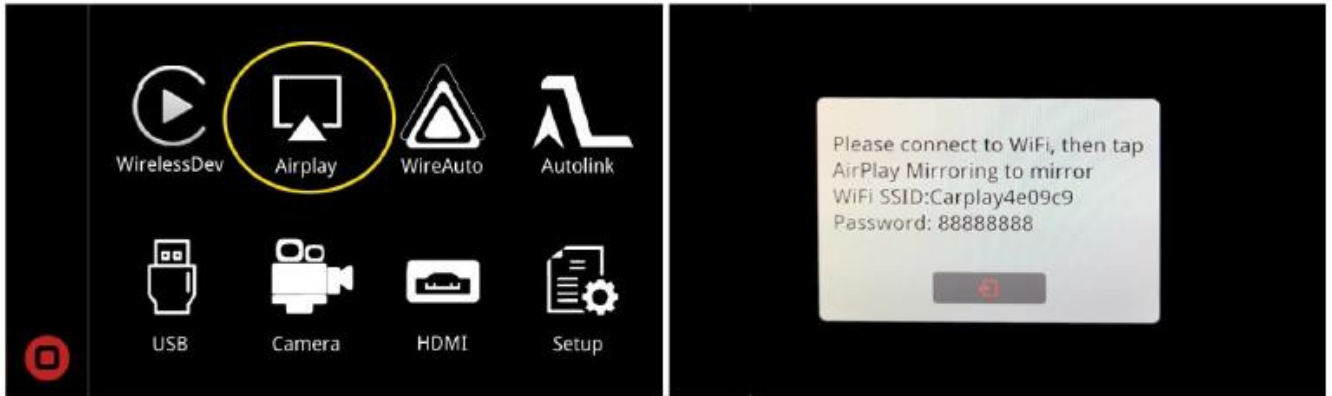 WirelessDev
Airplay
WireAuto
Autolink
USB
Camera
HDMI
Setup
Please connect to WiFi, then tap
AirPlay Mirroring to mirror
WiFi SSID:Carplay4e09c9
Password: 88888888